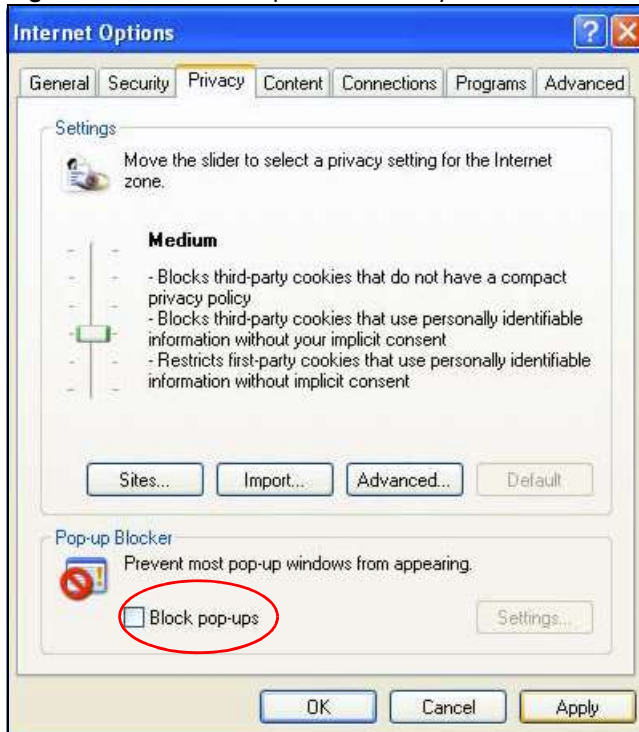 Internet Options
General Security Privacy Content Connections Programs Advanced
Settings
Move the slider to select a privacy setting for the Internet
zone.
Medium
- Blocks third-party cookies that do not have a compact
privacy policy
- Blocks third-party cookies that use personally identifiable
information without your implicit consent
- Restricts first-party cookies that use personally identifiable
information without implicit consent
Sites... Import... Advanced... Default
Pop-up Blocker
Prevent most pop-up windows from appearing.
Block pop-ups Settings...
OK Cancel Apply